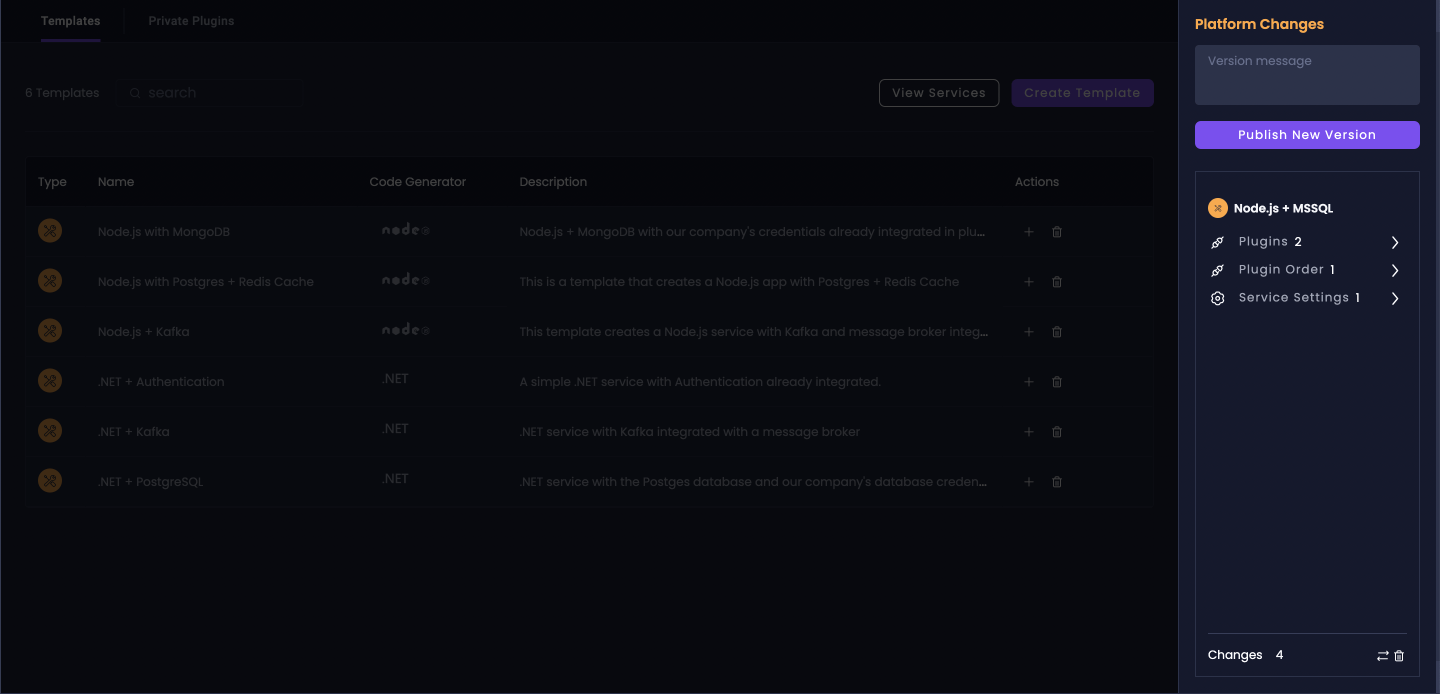 Templates
Private Plugins
6 Templates
search
View Services
Create Template
Type Name Code Generator Description Actions
Node.js with MongoDB node Node.js + MongoDB with our company's credentials already integrated in plu...
Node.js with Postgres + Redis Cache node This is a template that creates a Node.js app with Postgres + Redis Cache
Node.js + Kafka node This template creates a Node.js service with Kafka and message broker integ...
.NET + Authentication .NET A simple .NET service with Authentication already integrated.
.NET + Kafka .NET .NET service with Kafka integrated with a message broker
.NET + PostgreSQL .NET .NET service with the Postges database and our company's database creden...
Platform Changes
Version message
Publish New Version
Node.js + MSSQL
Plugins 2
Plugin Order 1
Service Settings 1
Changes 4